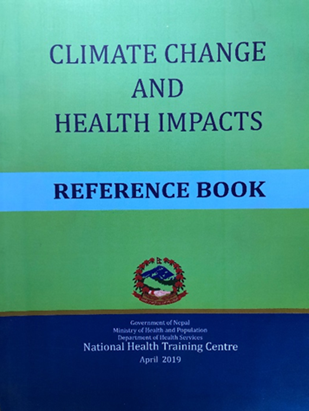 CLIMATE CHANGE
AND
HEALTH IMPACTS
REFERENCE BOOK
Government of Nepal
Ministry of Health and Population
Department of Health Services
National Health Training Centre
April 2019